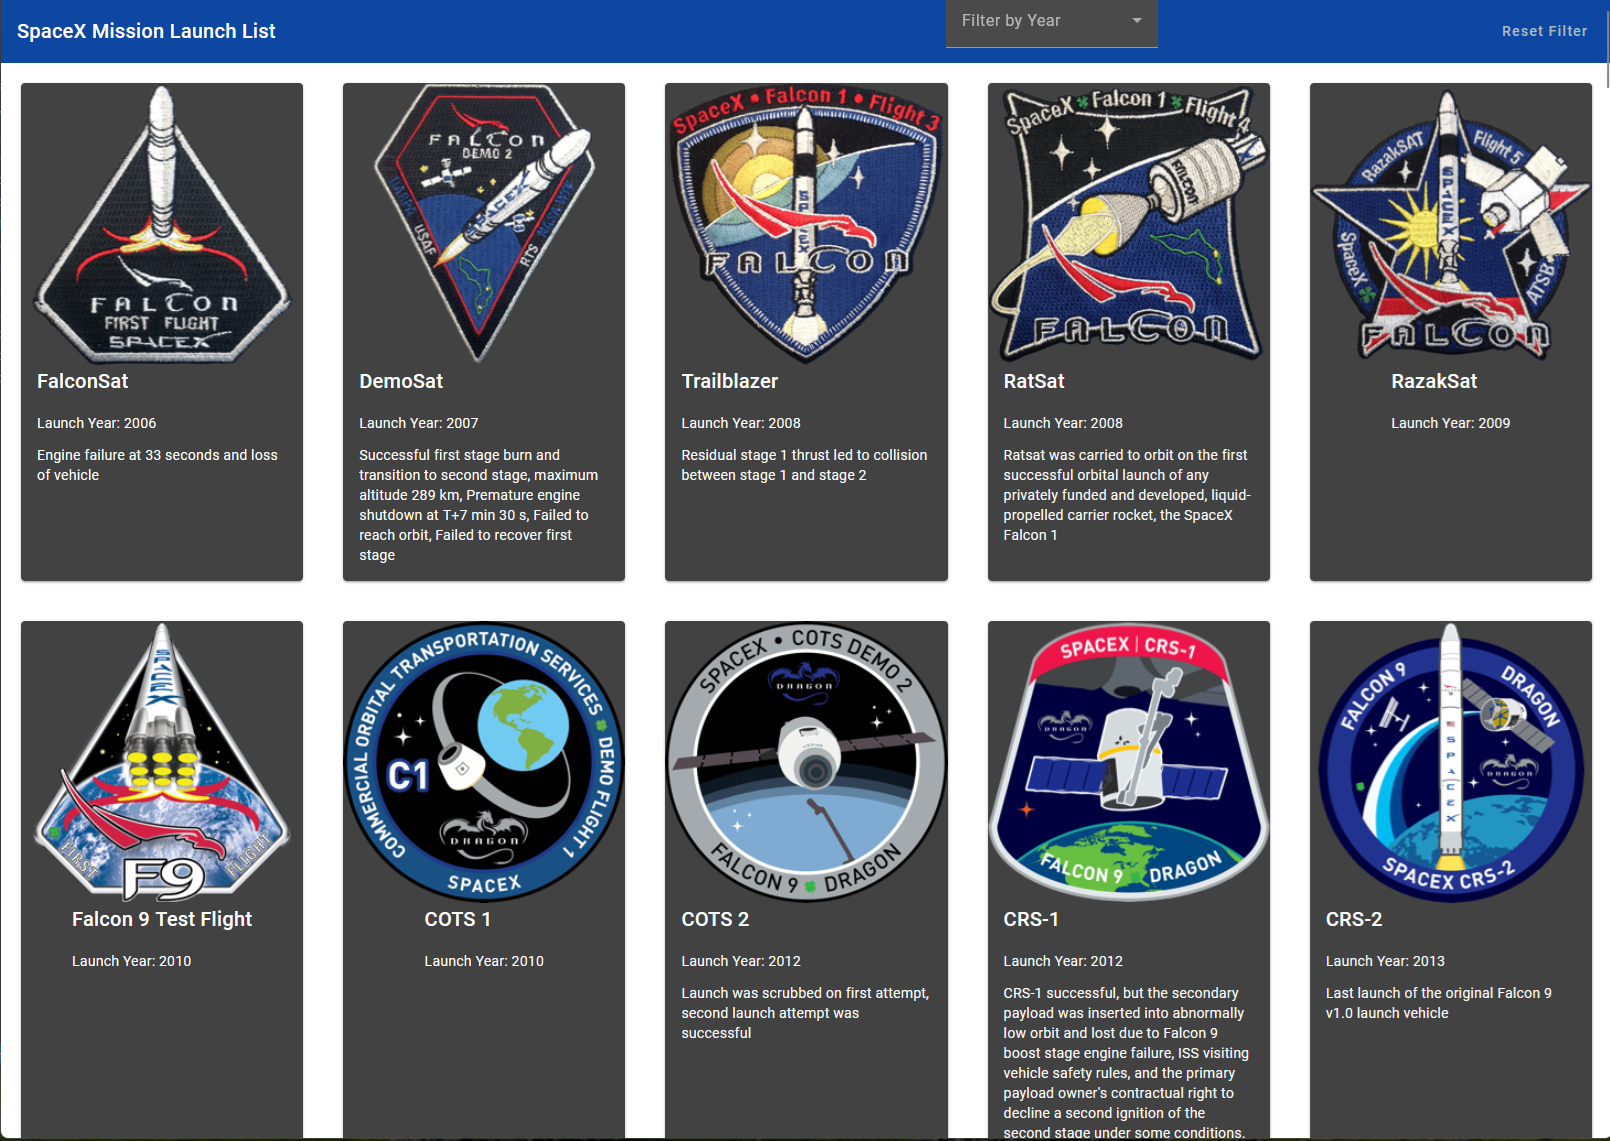 SpaceX Mission Launch List
Filter by Year
Reset Filter
FALCON
FIRST FLIGHT
SPACEX
FalconSat
Launch Year: 2006
Engine failure at 33 seconds and loss
of vehicle
FALCON
DEMO 2
SPACEX
USAF
RTS
DemoSat
Launch Year: 2007
Successful first stage burn and
transition to second stage, maximum
altitude 289 km, Premature engine
shutdown at T+7 min 30 s, Failed to
reach orbit, Failed to recover first
stage
SpaceX • Falcon 1 • Flight 3
SPACEX
FALCON
Trailblazer
Launch Year: 2008
Residual stage 1 thrust led to collision
between stage 1 and stage 2
SpaceX Falcon 1 Flight 4
FALCON
FALCON
RatSat
Launch Year: 2008
Ratsat was carried to orbit on the first
successful orbital launch of any
privately funded and developed, liquid-
propelled carrier rocket, the SpaceX
Falcon 1
RazakSAT
Flight 5
SPACEX
SpaceX
ATSB
FALCON
RazakSat
Launch Year: 2009
SPACEX
FIRST
FLIGHT
F9
Falcon 9 Test Flight
Launch Year: 2010
COMMERCIAL ORBITAL TRANSPORTATION SERVICES
DEMO FLIGHT 1
C1
DRAGON
SPACEX
COTS 1
Launch Year: 2010
SPACEX • COTS DEMO 2
DRAGON
FALCON 9 DRAGON
COTS 2
Launch Year: 2012
Launch was scrubbed on first attempt,
second launch attempt was
successful
SPACEX | CRS-1
DRAGON
FALCON 9 DRAGON
CRS-1
Launch Year: 2012
CRS-1 successful, but the secondary
payload was inserted into abnormally
low orbit and lost due to Falcon 9
boost stage engine failure, ISS visiting
vehicle safety rules, and the primary
payload owner's contractual right to
decline a second ignition of the
second stage under some conditions.
FALCON 9
DRAGON
SPACEX
DRAGON
SPACEX CRS-2
CRS-2
Launch Year: 2013
Last launch of the original Falcon 9
v1.0 launch vehicle